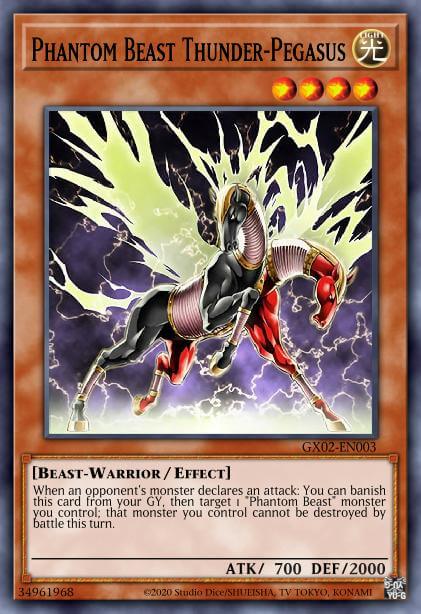 PHANTOM BEAST THUNDER-PEGASUS
LIGHT
光
GX02-EN003
[BEAST-WARRIOR / EFFECT]
When an opponent's monster declares an attack: You can banish
this card from your GY, then target 1 "Phantom Beast" monster
you control; that monster you control cannot be destroyed by
battle this turn.
ATK/ 700 DEF/2000
34961968
©2020 Studio Dice/SHUEISHA, TV TOKYO, KONAMI